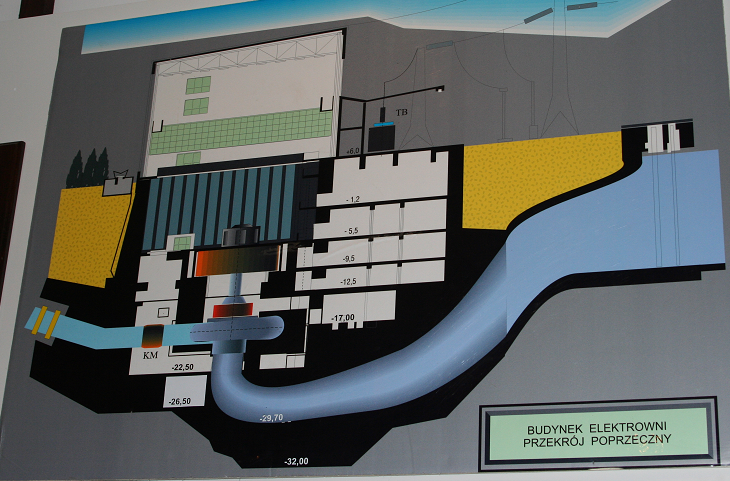 TB
+6,0
- 1,2
- 5,5
-9,5
-12,5
-17,00
KM
-22,50
-26,50
-29,70
-32,00
BUDYNEK ELEKTROWNI
PRZEKRÓJ POPRZECZNY